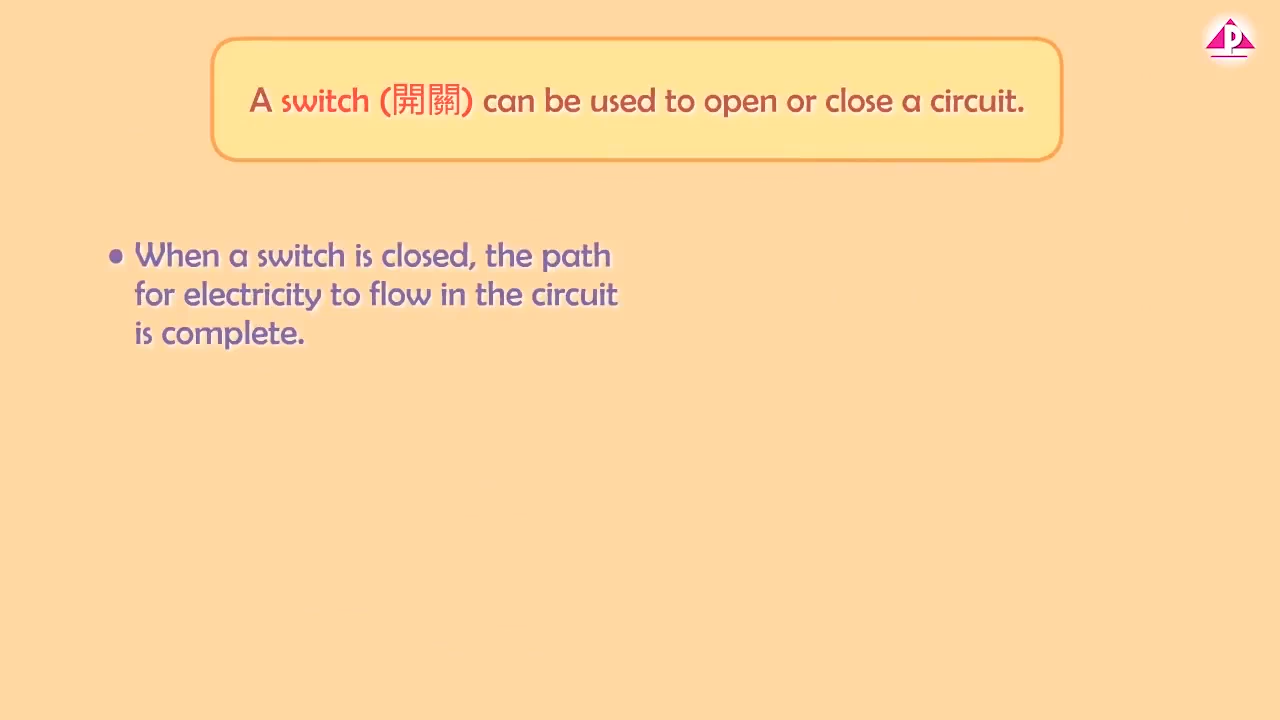 A switch (開關) can be used to open or close a circuit.
• When a switch is closed, the path
for electricity to flow in the circuit
is complete.
P